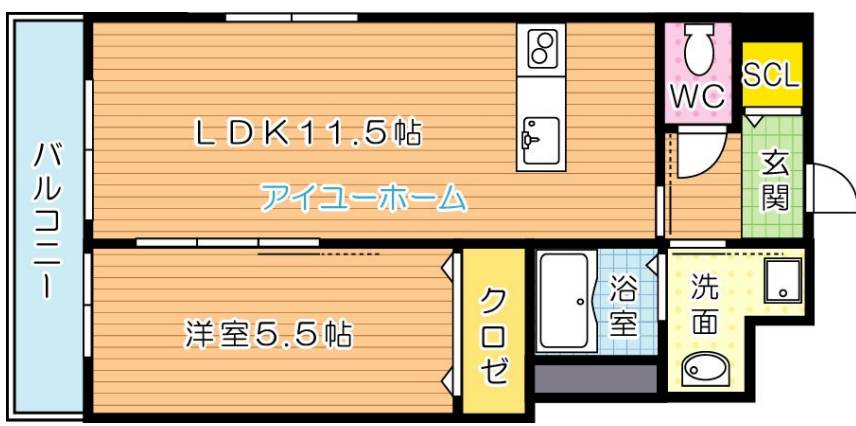 WC
SCL
LDK11.5帖
バルコニー
アイユーホーム
玄関
洋室5.5帖
クロゼ
浴室
洗面